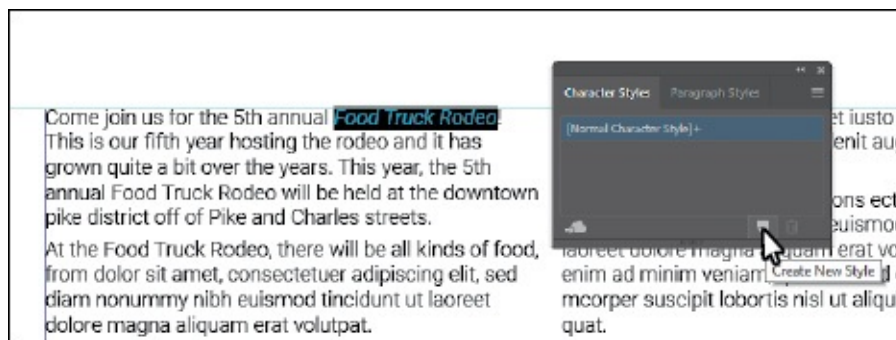 Come join us for the 5th annual Food Truck Rodeo!
This is our fifth year hosting the rodeo and it has
grown quite a bit over the years. This year, the 5th
annual Food Truck Rodeo will be held at the downtown
pike district off of Pike and Charles streets.
At the Food Truck Rodeo, there will be all kinds of food,
from dolor sit amet, consectetuer adipiscing elit, sed
diam nonummy nibh euismod tincidunt ut laoreet
dolore magna aliquam erat volutpat.
Character Styles Paragraph Styles
[Normal Character Style]+
Create New Style
et iusto
enit au
ons ect
euismo
laoreet dolore magna aliquam erat vo
enim ad minim veniam
mcorper suscipit lobortis nisl ut aliqu
quat.